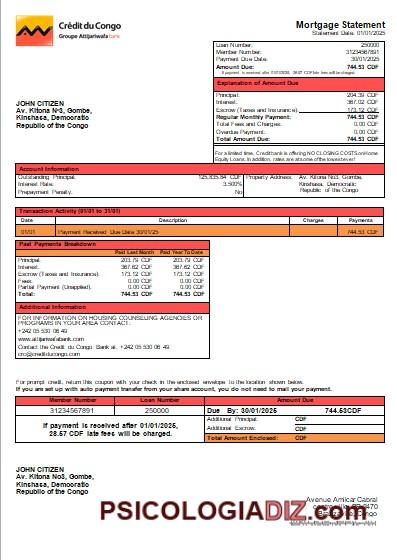 Crédit du Congo
Groupe Attijariwafa bank
Mortgage Statement
Statement Date: 01/01/2025
Loan Number: 250000
Member Number: 31234567891
Payment Due Date: 30/01/2025
Amount Due: 744.53 CDF
If payment is received after 01/01/2025, 28.57 CDF late fees will be charged.
Explanation of Amount Due
Principal: 204.39 CDF
Interest: 367.02 CDF
Escrow (Taxes and Insurance): 173.12 CDF
Regular Monthly Payment: 744.53 CDF
Total Fees and Charges: 0.00 CDF
Overdue Payment: 0.00 CDF
Total Amount Due: 744.53 CDF
For a limited time, Credit bank is offering NO CLOSING COSTS on Home
Equity Loans. In addition, rates are at some of the lowest ever!
JOHN CITIZEN
Av. Kitona №3, Gombe,
Kinshasa, Democratic
Republic of the Congo
Account Information
Outstanding Principal: 125,835.84 CDF
Interest Rate: 3.500%
Prepayment Penalty: No
Property Address: Av. Kitona No3, Gombe,
Kinshasa, Democratic
Republic of the Congo
Transaction Activity (01/01 to 31/01)
Date Description Charges Payments
01/01 Payment Received Due Date 30/01/25 744.53 CDF
Past Payments Breakdown
Paid Last Month Paid Year To Date
Principal: 203.79 CDF 203.79 CDF
Interest: 367.62 CDF 367.62 CDF
Escrow (Taxes and Insurance): 173.12 CDF 173.12 CDF
Fees: 0.00 CDF 0.00 CDF
Partial Payment (Unapplied): 0.00 CDF 0.00 CDF
Total: 744.53 CDF 744.53 CDF
Additional Information
FOR INFORMATION ON HOUSING COUNSELING AGENCIES OR
PROGRAMS IN YOUR AREA CONTACT:
+242 05 530 06 49
www.attijariwafabank.com
Contact the Credit du Congo Bank at. +242 05 530 06 49
crc@creditducongo.com
For prompt credit, return this coupon with your check in the enclosed envelope to the location shown below.
If you are set up with auto payment transfer from your share account, you do not need to mail your payment.
Member Number Loan Number Amount Due
31234567891 250000 Due By: 30/01/2025 744.53CDF
If payment is received after 01/01/2025,
28.57 CDF late fees will be charged.
Additional Principal: CDF
Additional Escrow: CDF
Total Amount Enclosed: CDF
JOHN CITIZEN
Av. Kitona No3, Gombe,
Kinshasa, Democratic
Republic of the Congo
Avenue Amilcar Cabral
Congo
PSICOLOGIADIZ.com